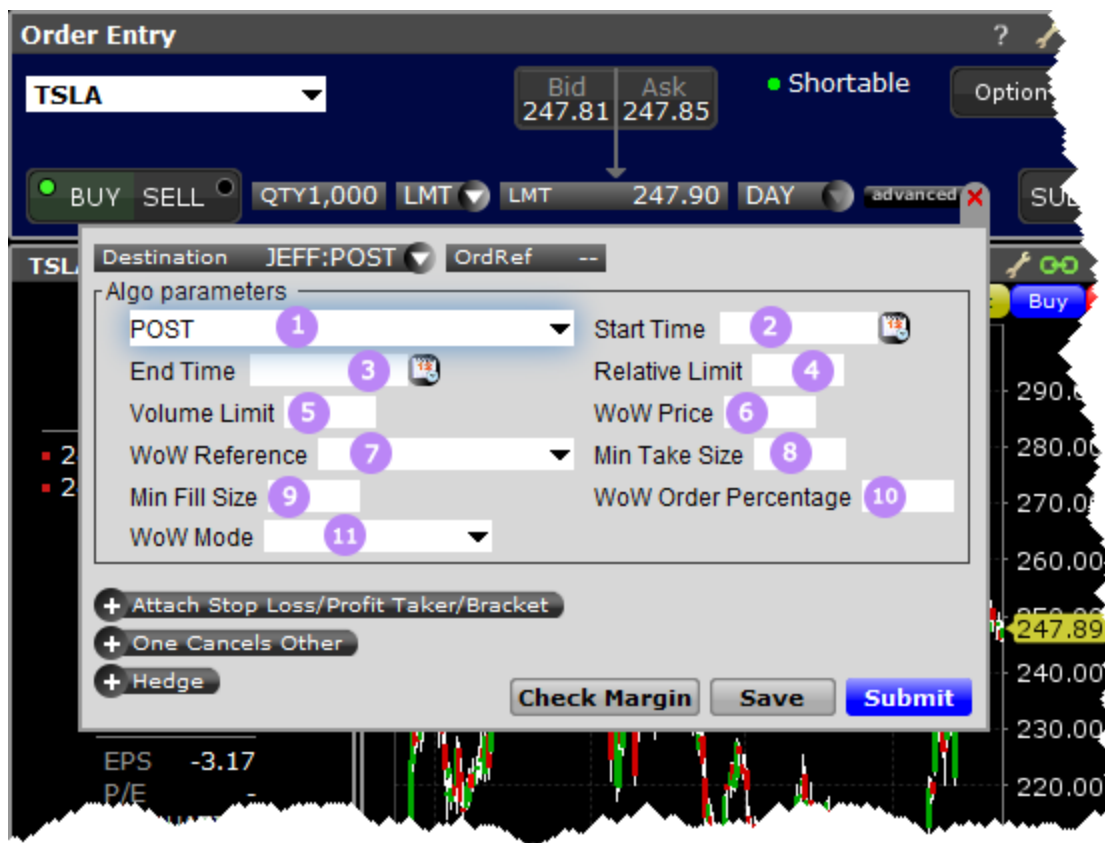 Order Entry ?
TSLA
Bid Ask
247.81 247.85
Shortable
Option
BUY SELL QTY1,000 LMT LMT 247.90 DAY advanced
Destination JEFF:POST OrdRef --
Algo parameters
POST 1 Start Time 2
End Time 3 Relative Limit 4
Buy
Volume Limit 5 WoW Price 6
WoW Reference 7 Min Take Size 8 280.00
Min Fill Size 9 WoW Order Percentage 10
WoW Mode 11
260.00
+ Attach Stop Loss/Profit Taker/Bracket
247.89
+ One Cancels Other
+ Hedge 240.00
Check Margin Save Submit
230.00
EPS -3.17
P/E - 220.00